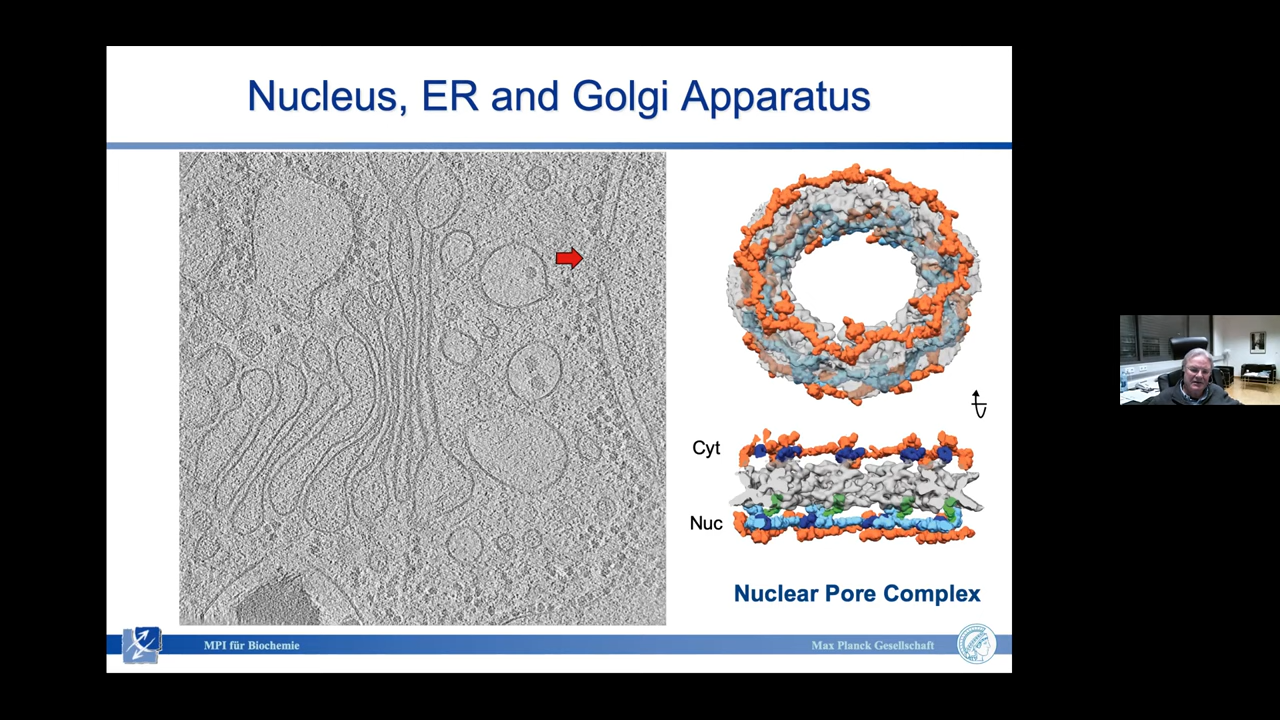 Nucleus, ER and Golgi Apparatus
Cyt
Nuc
Nuclear Pore Complex
MPI für Biochemie
Max Planck Gesellschaft